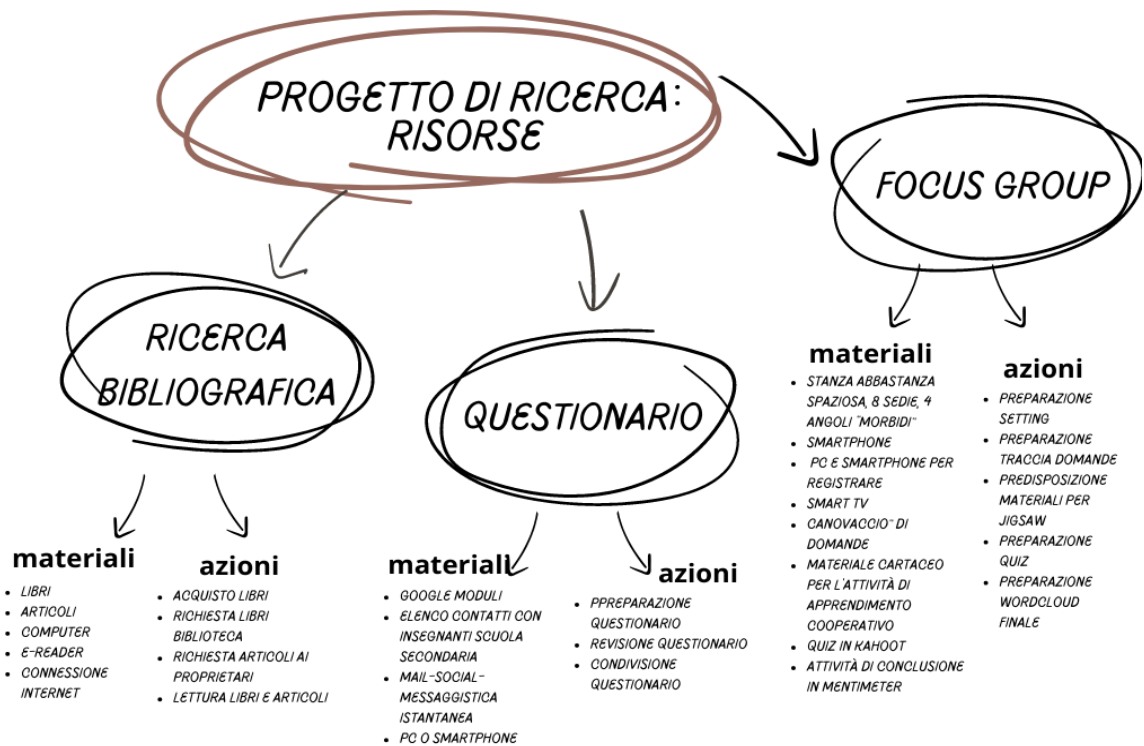 PROGETTO DI RICERCA:
RISORSE
FOCUS GROUP
RICERCA
BIBLIOGRAFICA
QUESTIONARIO
materiali
• LIBRI
• ARTICOLI
• COMPUTER
• E-READER
• CONNESSIONE
INTERNET
azioni
• ACQUISTO LIBRI
• RICHIESTA LIBRI
BIBLIOTECA
• RICHIESTA ARTICOLI AI
PROPRIETARI
• LETTURA LIBRI E ARTICOLI
materiali
• GOOGLE MODULI
• ELENCO CONTATTI CON
INSEGNANTI SCUOLA
SECONDARIA
• MAIL-SOCIAL-
MESSAGGISTICA
ISTANTANEA
• PC O SMARTPHONE
azioni
• PPREPARAZIONE
QUESTIONARIO
• REVISIONE QUESTIONARIO
• CONDIVISIONE
QUESTIONARIO
materiali
• STANZA ABBASTANZA
SPAZIOSA, 8 SEDIE, 4
ANGOLI "MORBIDI"
• SMARTPHONE
• PC E SMARTPHONE PER
REGISTRARE
• SMART TV
• CANOVACCIO" DI
DOMANDE
• MATERIALE CARTACEO
PER L'ATTIVITÀ DI
APPRENDIMENTO
COOPERATIVO
• QUIZ IN KAHOOT
• ATTIVITÀ DI CONCLUSIONE
IN MENTIMETER
azioni
• PREPARAZIONE
SETTING
• PREPARAZIONE
TRACCIA DOMANDE
• PREDISPOSIZIONE
MATERIALI PER
JIGSAW
• PREPARAZIONE
QUIZ
• PREPARAZIONE
WORDCLOUD
FINALE